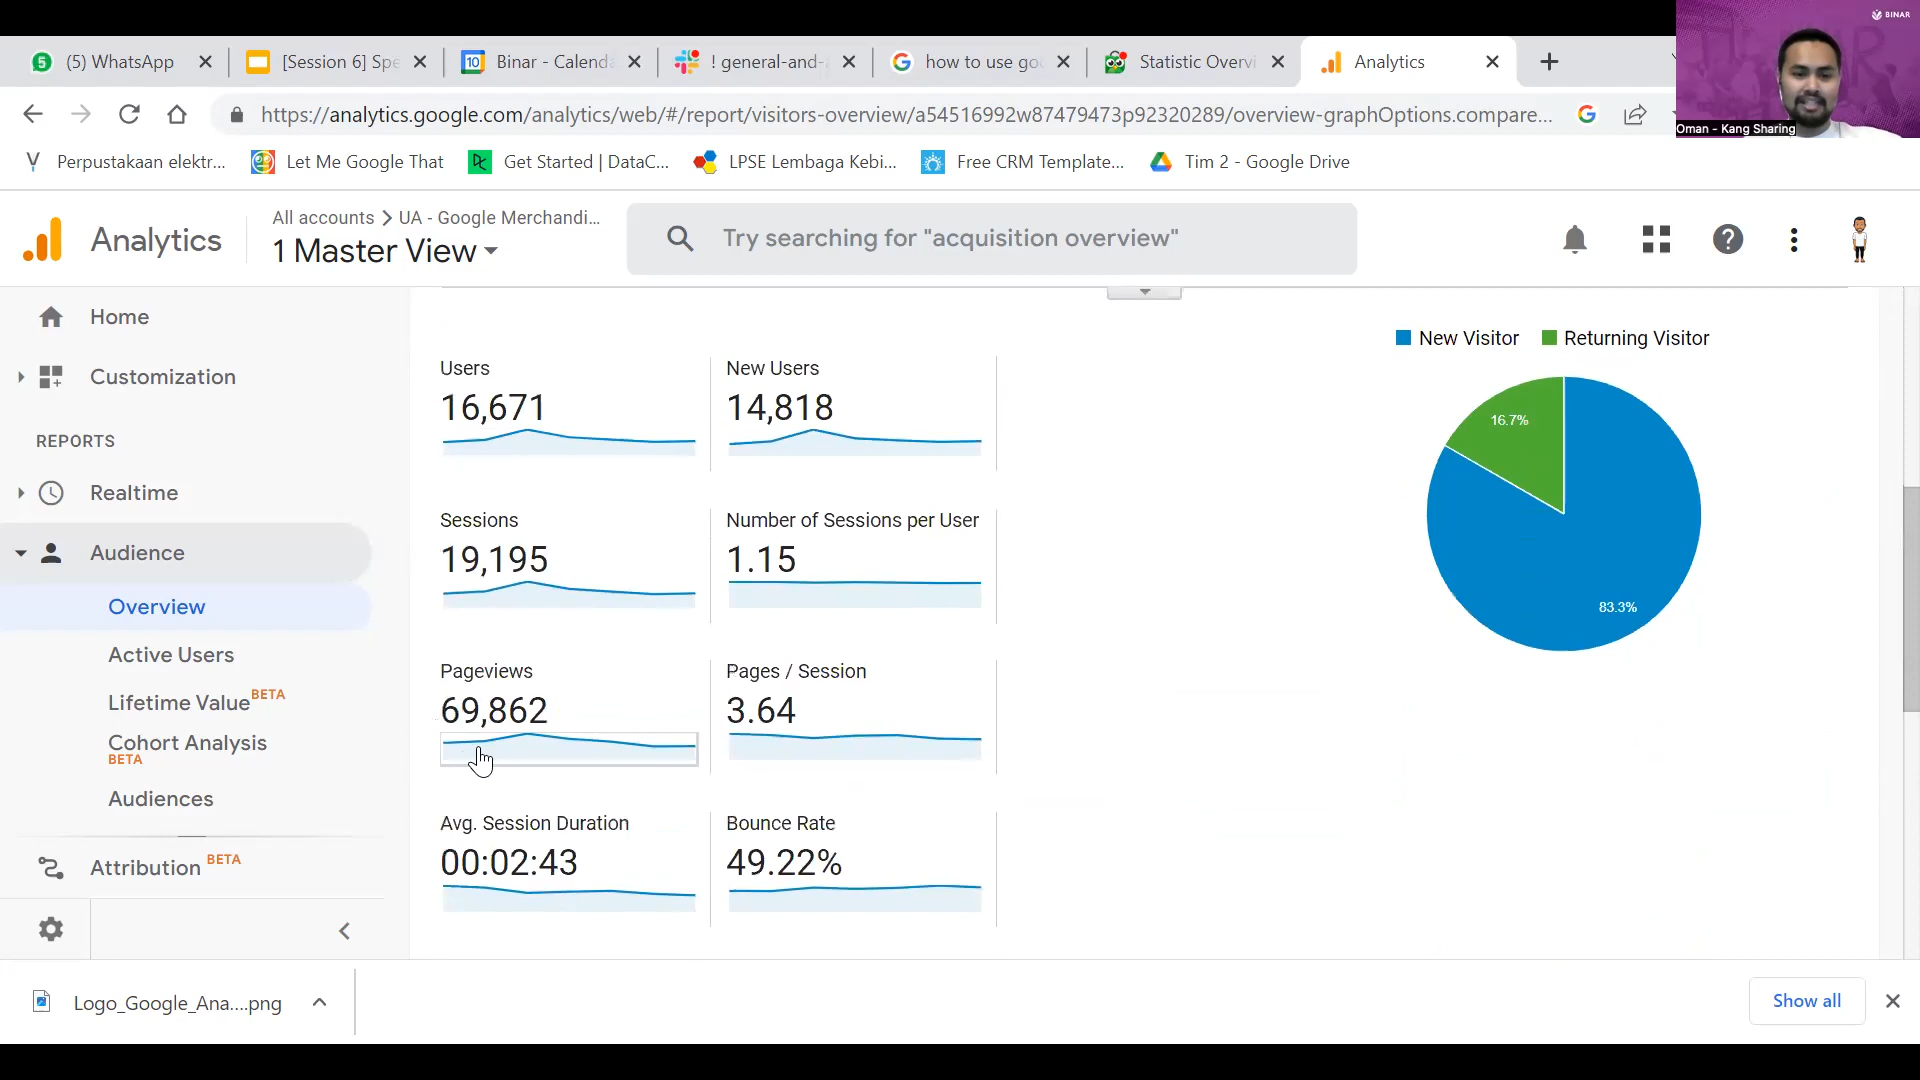 BINAR
(5) WhatsApp
[Session 6] Spe
Binar - Calenda
! general-and-
how to use goo
Statistic Overvi
Analytics
https://analytics.google.com/analytics/web/#/report/visitors-overview/a54516992w87479473p92320289/overview-graphOptions.compare...
Oman - Kang Sharing
Perpustakaan elektr...
Let Me Google That
Get Started | DataC...
LPSE Lembaga Kebi...
Free CRM Template...
Tim 2 - Google Drive
Analytics
All accounts > UA - Google Merchandi...
1 Master View
Try searching for "acquisition overview"
Home
Customization
REPORTS
Realtime
Audience
Overview
Active Users
Lifetime Value BETA
Cohort Analysis
BETA
Audiences
Attribution BETA
Users
16,671
New Users
14,818
Sessions
19,195
Number of Sessions per User
1.15
Pageviews
69,862
Pages / Session
3.64
Avg. Session Duration
00:02:43
Bounce Rate
49.22%
New Visitor
Returning Visitor
16.7%
83.3%
Logo_Google_Ana....png
Show all